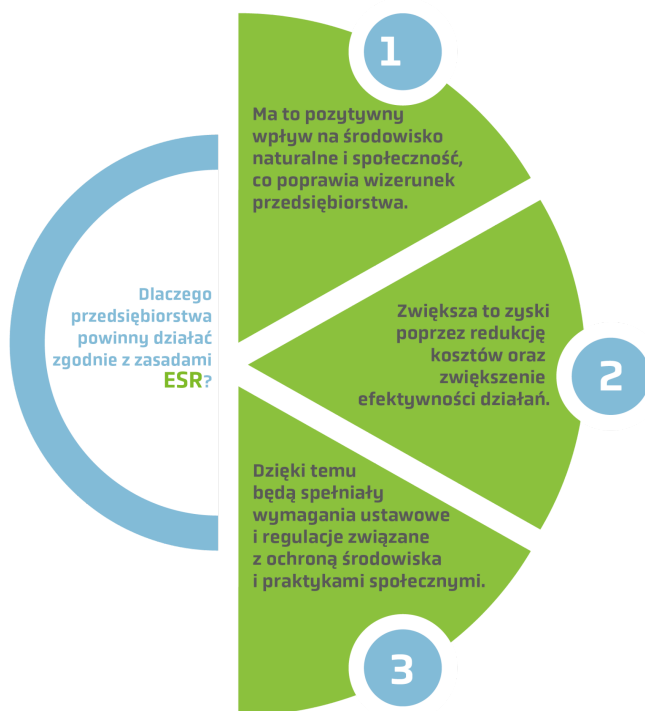 Dlaczego
przedsiębiorstwa
powinny działać
zgodnie z zasadami
ESR?
1
Ma to pozytywny
wpływ na środowisko
naturalne i społeczność,
co poprawia wizerunek
przedsiębiorstwa.
Zwiększa to zyski
poprzez redukcję
kosztów oraz
zwiększenie
efektywności działań.
2
Dzięki temu
będą spełniały
wymagania ustawowe
i regulacje związane
z ochroną środowiska
i praktykami społecznymi.
3